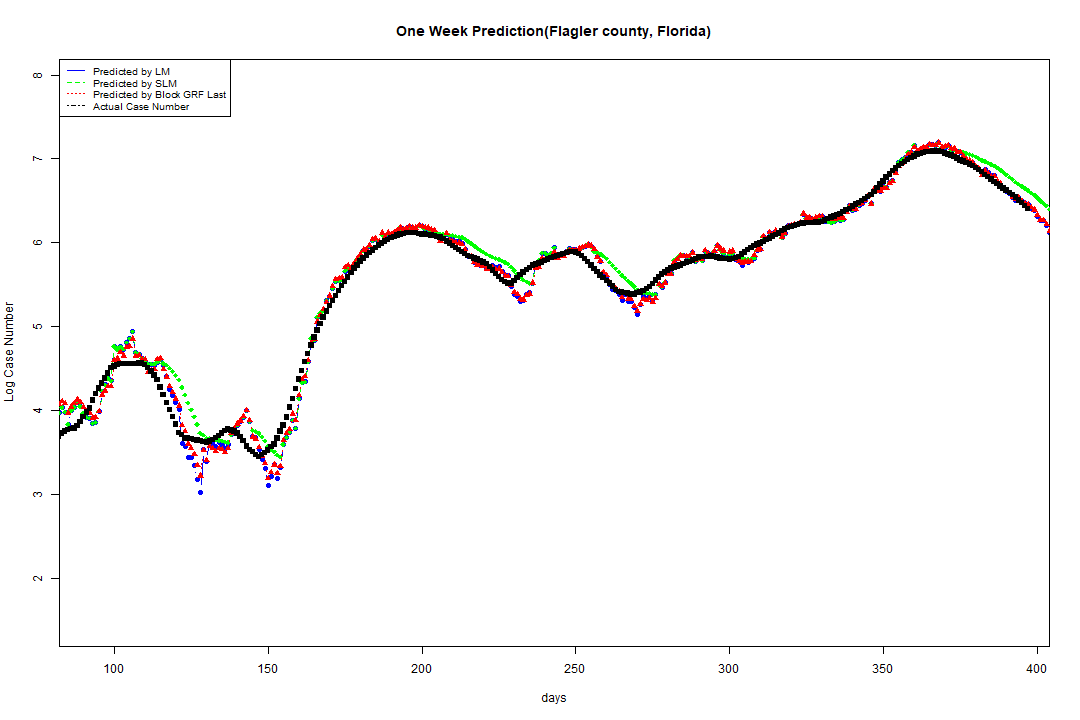 One Week Prediction(Flagler county, Florida)
Predicted by LM
Predicted by SLM
Predicted by Block GRF Last
Actual Case Number
8
7
6
5
4
3
2
Log Case Number
100 150 200 250 300 350 400
days